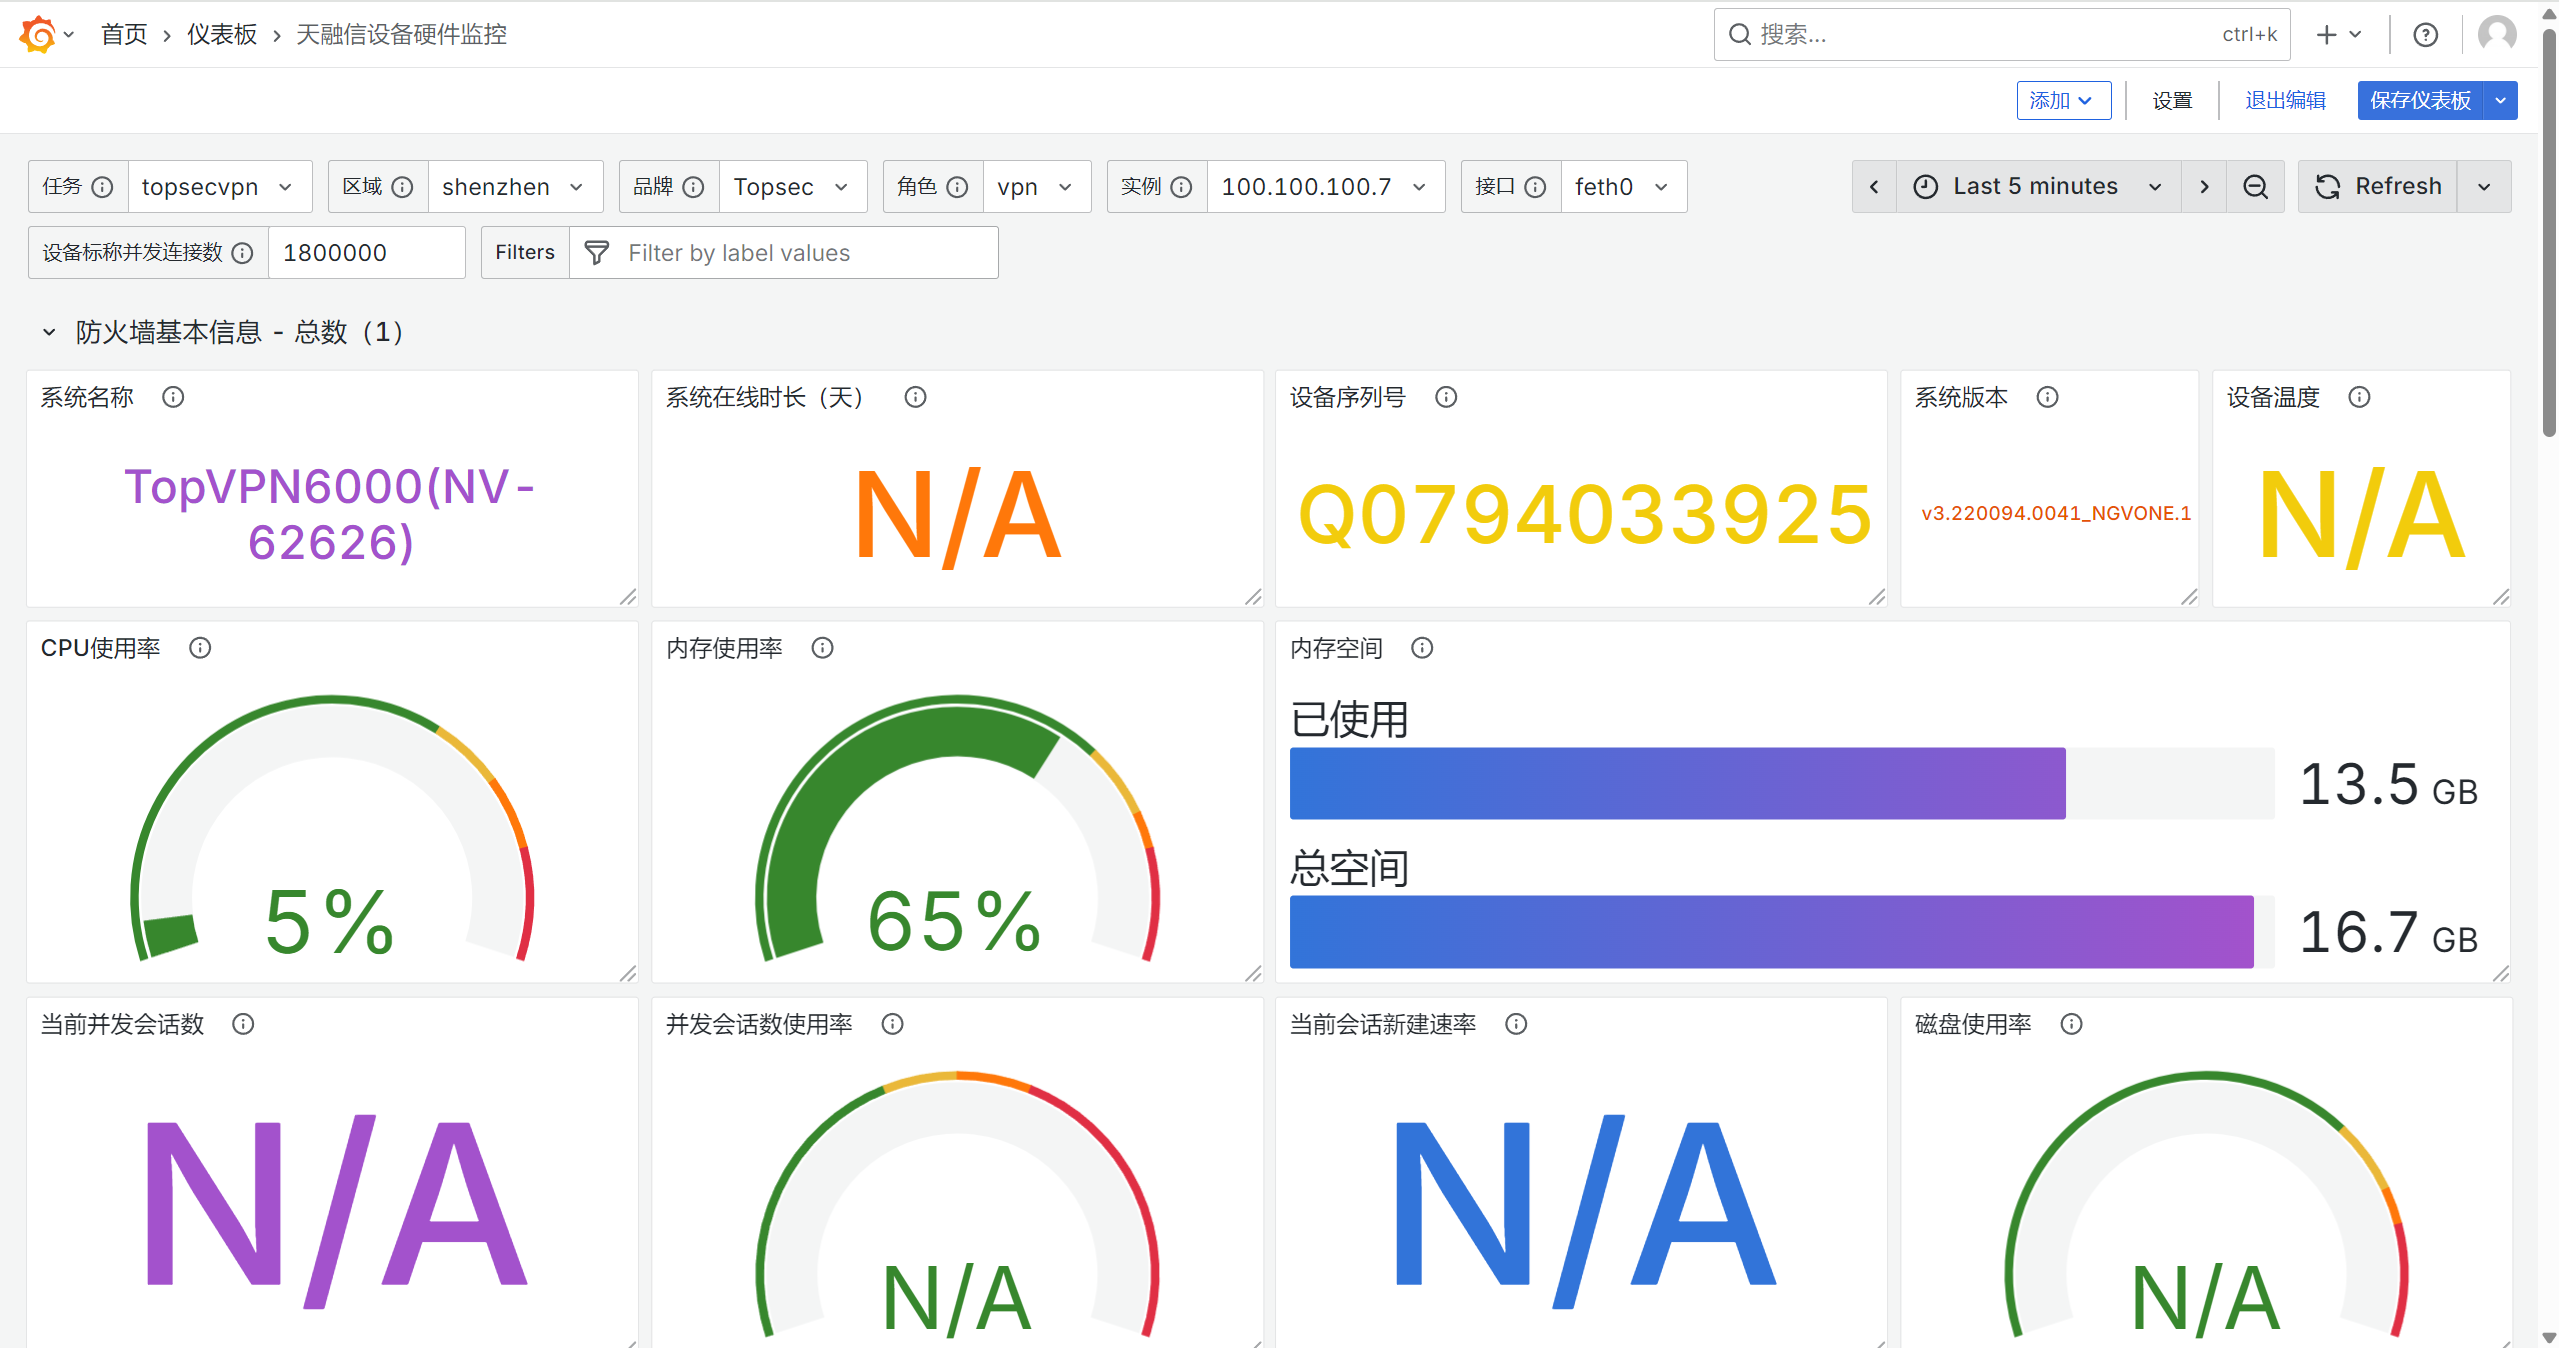 首页 › 仪表板 › 天融信设备硬件监控
搜索...
ctrl+k
添加
设置
退出编辑
保存仪表板
任务 topsecvpn
区域 shenzhen
品牌 Topsec
角色 vpn
实例 100.100.100.7
接口 feth0
Last 5 minutes
Refresh
设备标称并发连接数 1800000
Filters Filter by label values
防火墙基本信息 - 总数（1）
系统名称
TopVPN6000(NV-
62626)
系统在线时长（天）
N/A
设备序列号
Q0794033925
系统版本
v3.220094.0041_NGVONE.1
设备温度
N/A
CPU使用率
5%
内存使用率
65%
内存空间
已使用
13.5 GB
总空间
16.7 GB
当前并发会话数
N/A
并发会话数使用率
N/A
当前会话新建速率
N/A
磁盘使用率
N/A